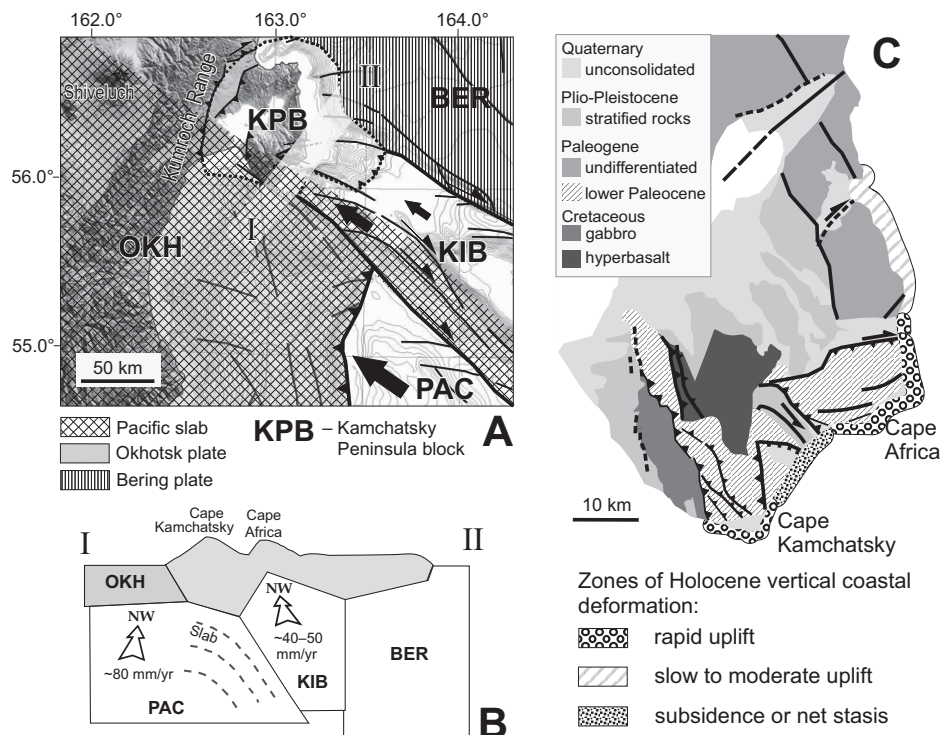 162.0°
163.0°
164.0°
56.0°
55.0°
Shiveluch
Kumroch Range
KPB
II
BER
OKH
I
KIB
PAC
50 km
A
Pacific slab
Okhotsk plate
Bering plate
KPB – Kamchatsky
Peninsula block
I
II
Cape
Kamchatsky
Cape
Africa
OKH
NW
NW
Slab
~80 mm/yr
~40–50
mm/yr
PAC
KIB
BER
B
C
Quaternary
unconsolidated
Plio-Pleistocene
stratified rocks
Paleogene
undifferentiated
lower Paleocene
Cretaceous
gabbro
hyperbasalt
10 km
Cape
Africa
Cape
Kamchatsky
Zones of Holocene vertical coastal
deformation:
rapid uplift
slow to moderate uplift
subsidence or net stasis